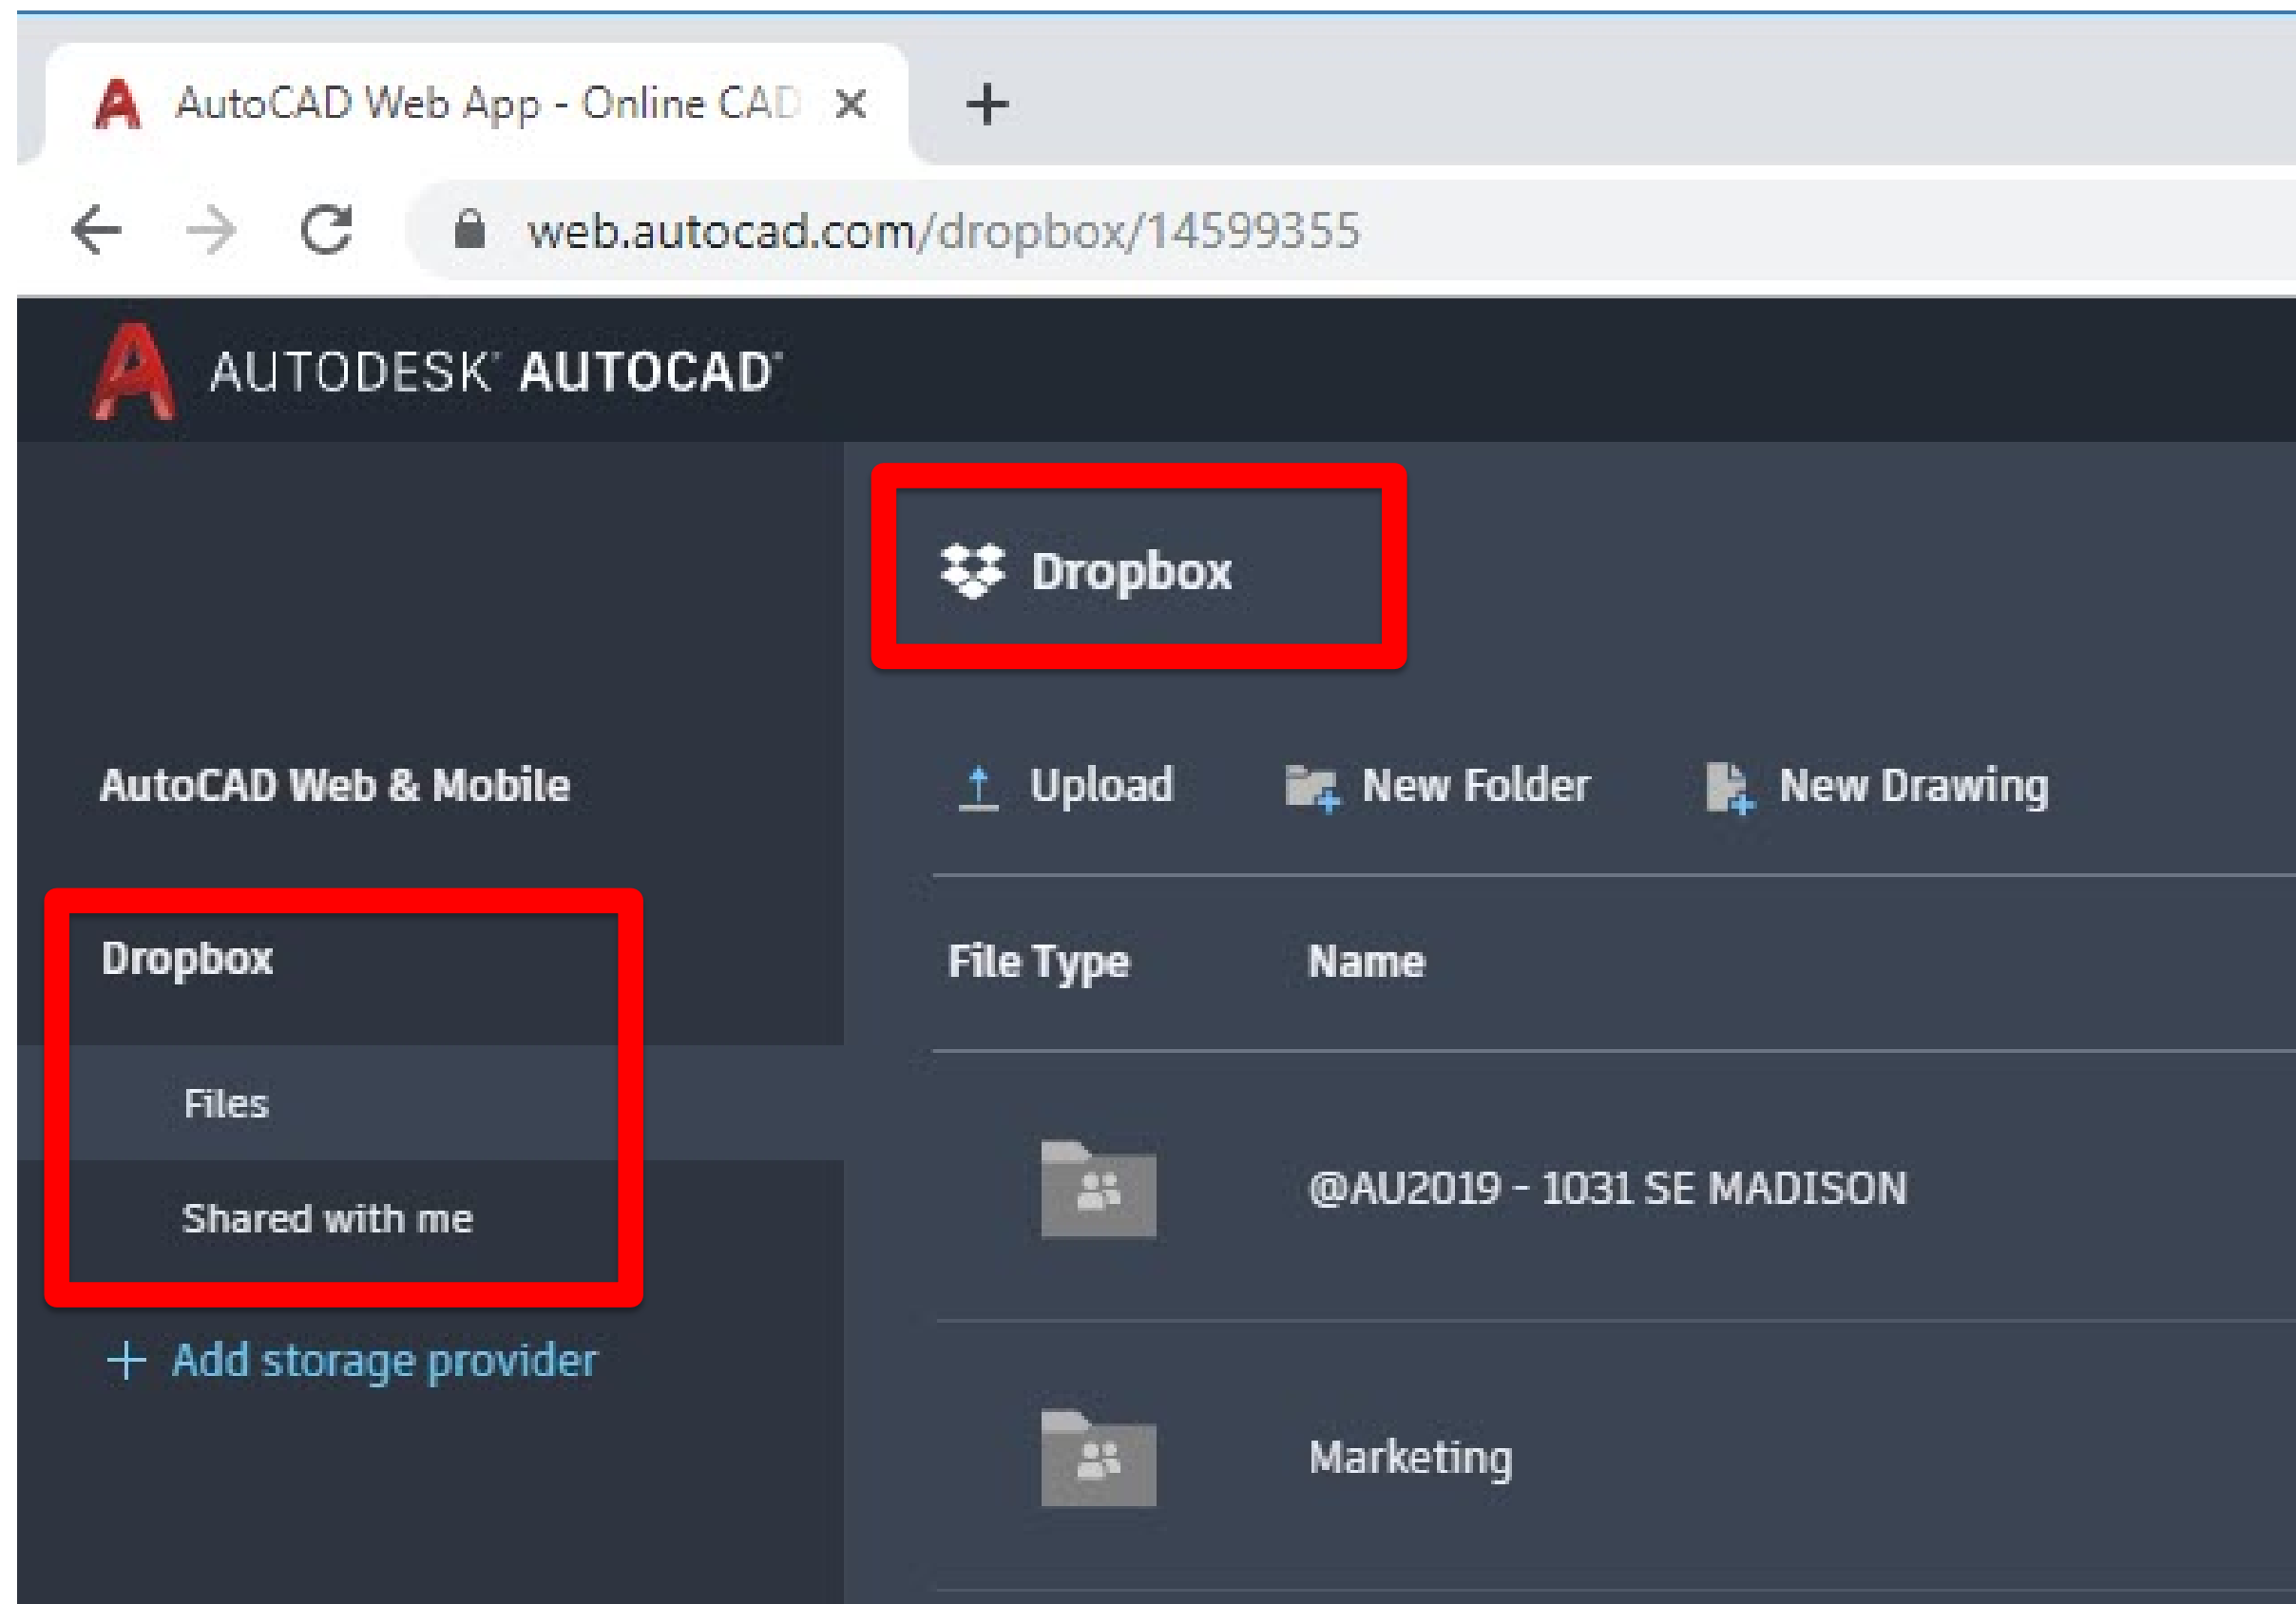 AutoCAD Web App - Online CAD
web.autocad.com/dropbox/14599355
AUTODESK® AUTOCAD®
Dropbox
AutoCAD Web & Mobile
Upload New Folder New Drawing
Dropbox
File Type Name
Files
@AU2019 - 1031 SE MADISON
Shared with me
+ Add storage provider
Marketing